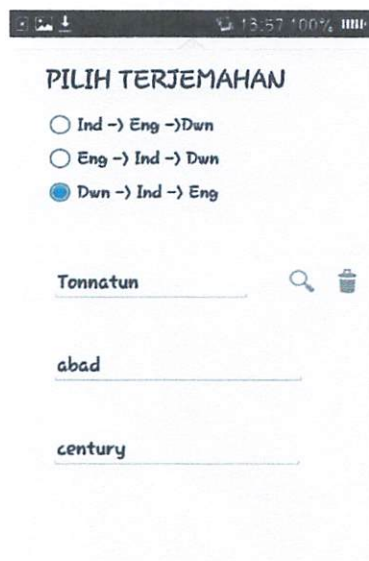 13:57 100%
PILIH TERJEMAHAN
Ind -> Eng ->Dwn
Eng -> Ind -> Dwn
Dwn -> Ind -> Eng
Tonnatun
abad
century